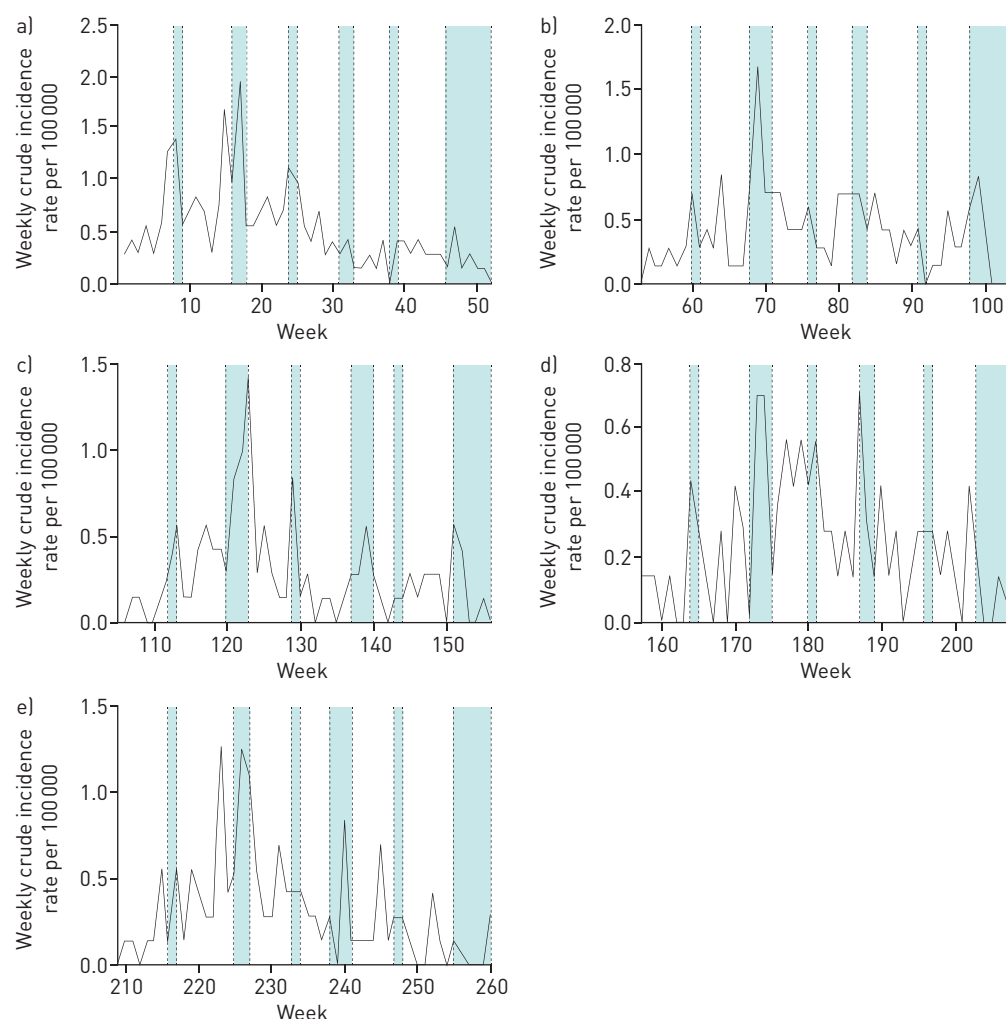 a)
Weekly crude incidence
rate per 100 000
2.5
2.0
1.5
1.0
0.5
0.0
10 20 30 40 50
Week
b)
Weekly crude incidence
rate per 100 000
2.0
1.5
1.0
0.5
0.0
60 70 80 90 100
Week
c)
Weekly crude incidence
rate per 100 000
1.5
1.0
0.5
0.0
110 120 130 140 150
Week
d)
Weekly crude incidence
rate per 100 000
0.8
0.6
0.4
0.2
0.0
160 170 180 190 200
Week
e)
Weekly crude incidence
rate per 100 000
1.5
1.0
0.5
0.0
210 220 230 240 250 260
Week